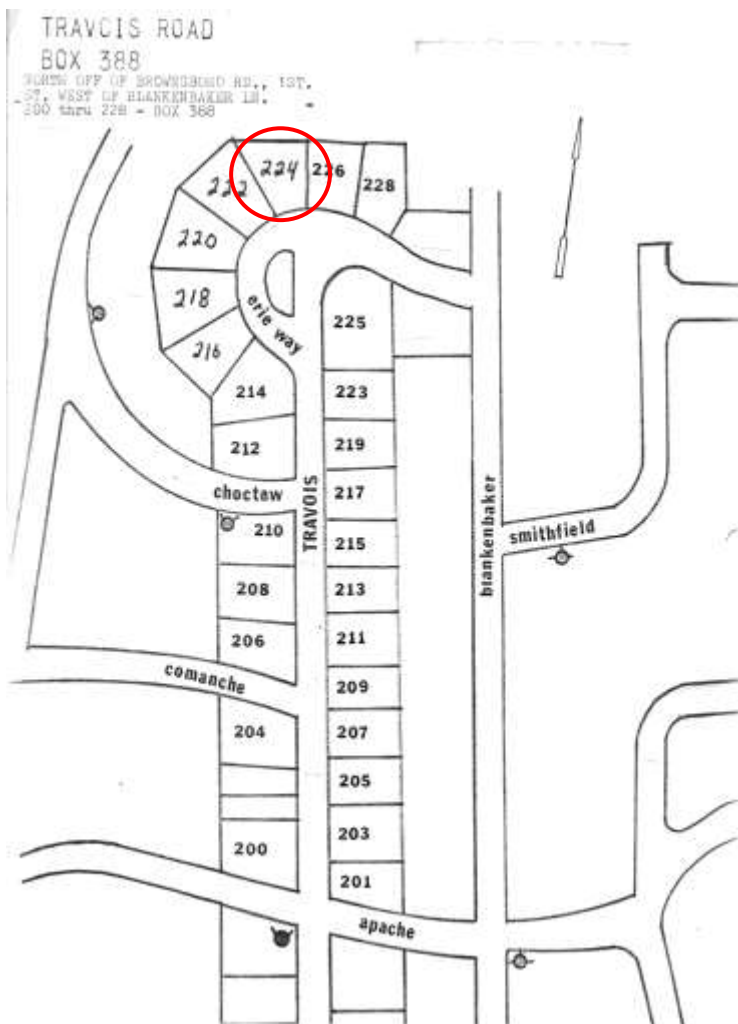 TRAVOIS ROAD
BOX 388
NORTH OFF OF BROWNSBORO RD., 1ST.
ST. WEST OF BLANKENBAKER LN.
200 thru 228 - BOX 388
224
226
228
222
220
218
216
erie way
225
214
223
212
219
choctaw
217
TRAVOIS
210
215
blankenbaker
smithfield
208
213
206
211
comanche
209
204
207
205
200
203
201
apache